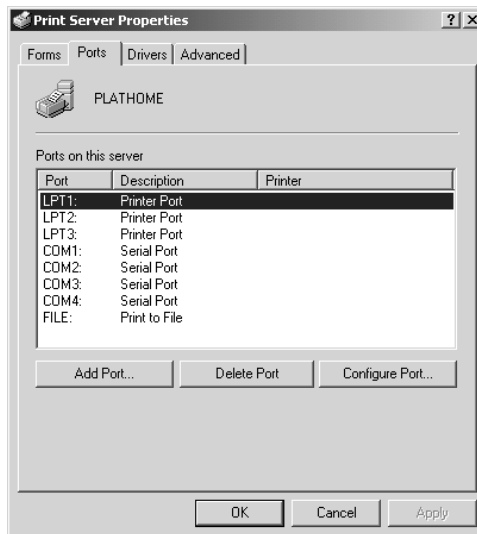 Print Server Properties ? X
Forms Ports Drivers Advanced
PLATHOME
Ports on this server
Port Description Printer
LPT1: Printer Port
LPT2: Printer Port
LPT3: Printer Port
COM1: Serial Port
COM2: Serial Port
COM3: Serial Port
COM4: Serial Port
FILE: Print to File
Add Port... Delete Port Configure Port...
OK Cancel Apply